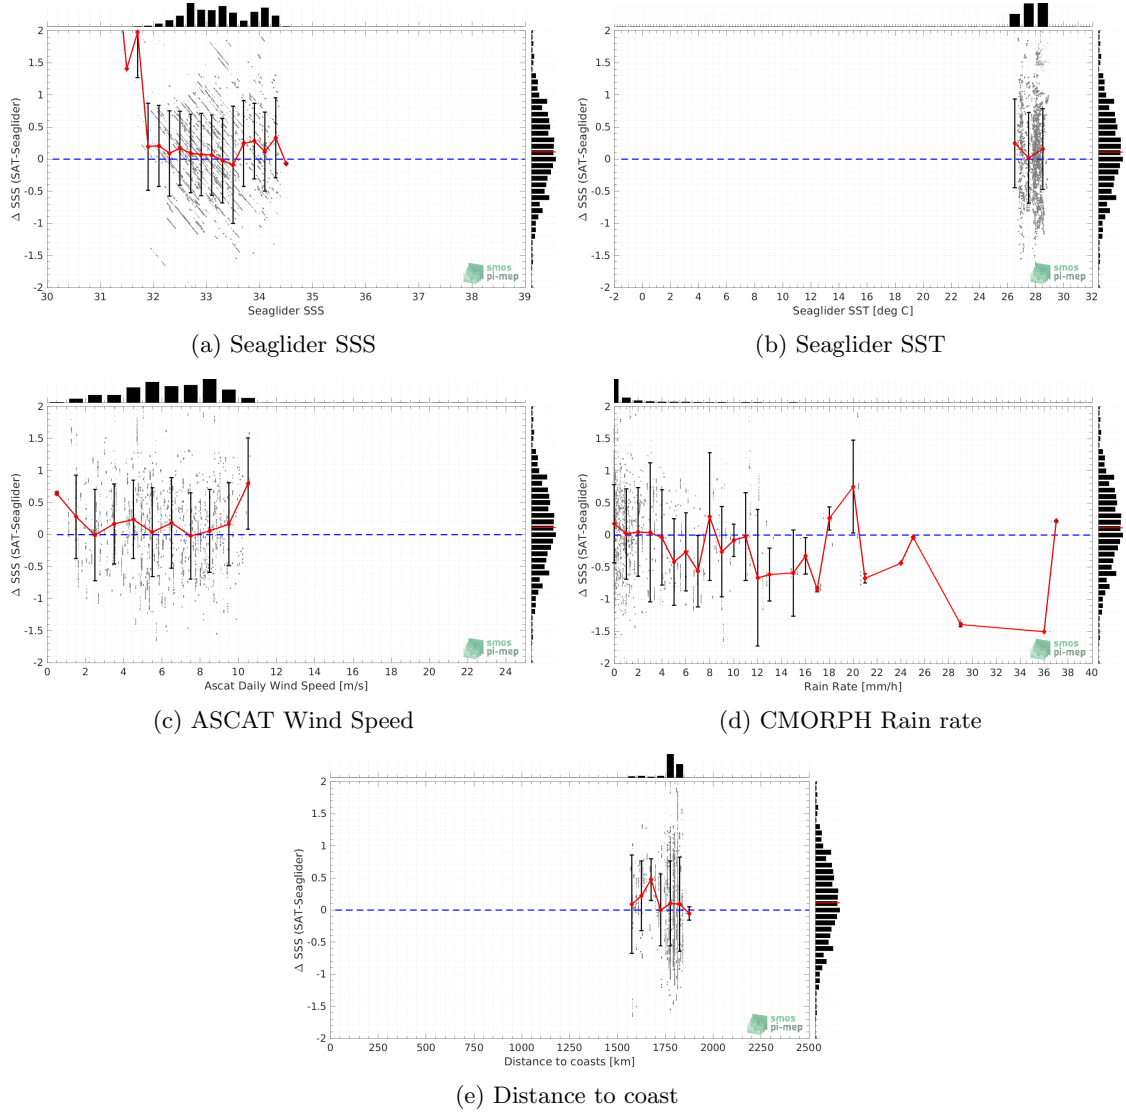 2
1.5
1
0.5
0
-0.5
-1
-1.5
-2
Δ SSS (SAT-Seaglider)
30 31 32 33 34 35 36 37 38 39
Seaglider SSS
smos
pi-mep
(a) Seaglider SSS
2
1.5
1
0.5
0
-0.5
-1
-1.5
-2
Δ SSS (SAT-Seaglider)
-2 0 2 4 6 8 10 12 14 16 18 20 22 24 26 28 30 32
Seaglider SST [deg C]
smos
pi-mep
(b) Seaglider SST
2
1.5
1
0.5
0
-0.5
-1
-1.5
-2
Δ SSS (SAT-Seaglider)
0 2 4 6 8 10 12 14 16 18 20 22 24
Ascat Daily Wind Speed [m/s]
smos
pi-mep
(c) ASCAT Wind Speed
2
1.5
1
0.5
0
-0.5
-1
-1.5
-2
Δ SSS (SAT-Seaglider)
0 2 4 6 8 10 12 14 16 18 20 22 24 26 28 30 32 34 36 38 40
Rain Rate [mm/h]
smos
pi-mep
(d) CMORPH Rain rate
2
1.5
1
0.5
0
-0.5
-1
-1.5
-2
Δ SSS (SAT-Seaglider)
0 250 500 750 1000 1250 1500 1750 2000 2250 2500
Distance to coasts [km]
smos
pi-mep
(e) Distance to coast